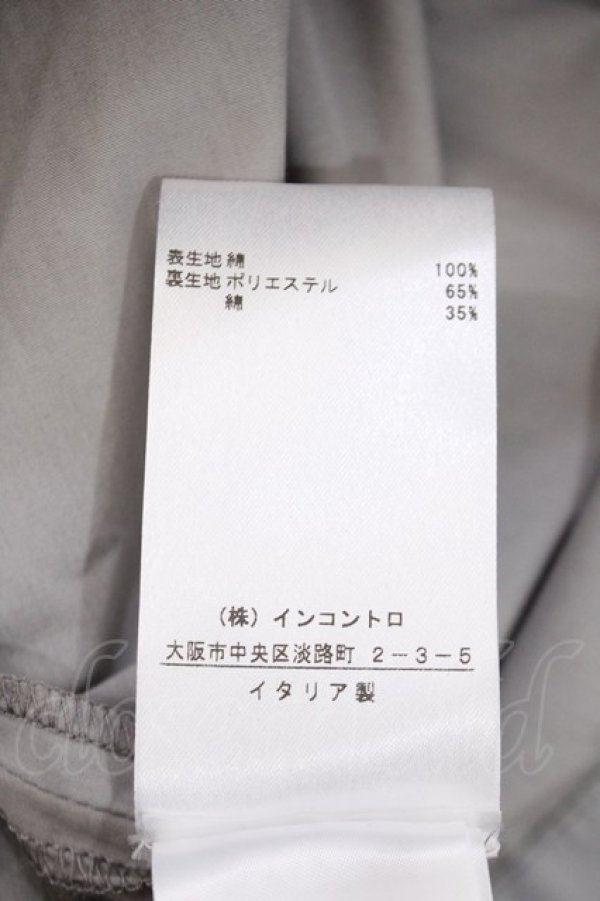 表生地 綿 100%
裏生地 ポリエステル 65%
綿 35%
(株) インコントロ
大阪市中央区淡路町 2-3-5
イタリア製